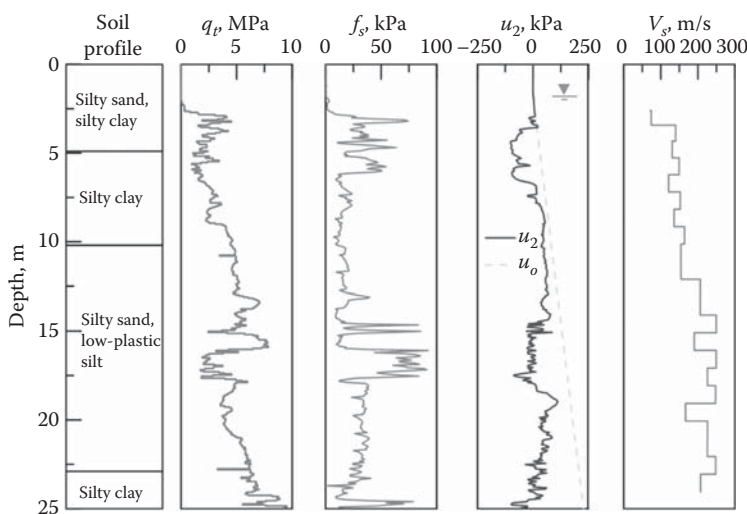 Soil
profile
q_t, MPa
0 5 10
f_s, kPa
0 50 100
u_2, kPa
−250 0 250
V_s, m/s
0 100 200 300
Depth, m
0
5
10
15
20
25
Silty sand,
silty clay
Silty clay
Silty sand,
low-plastic
silt
Silty clay
u_2
u_o